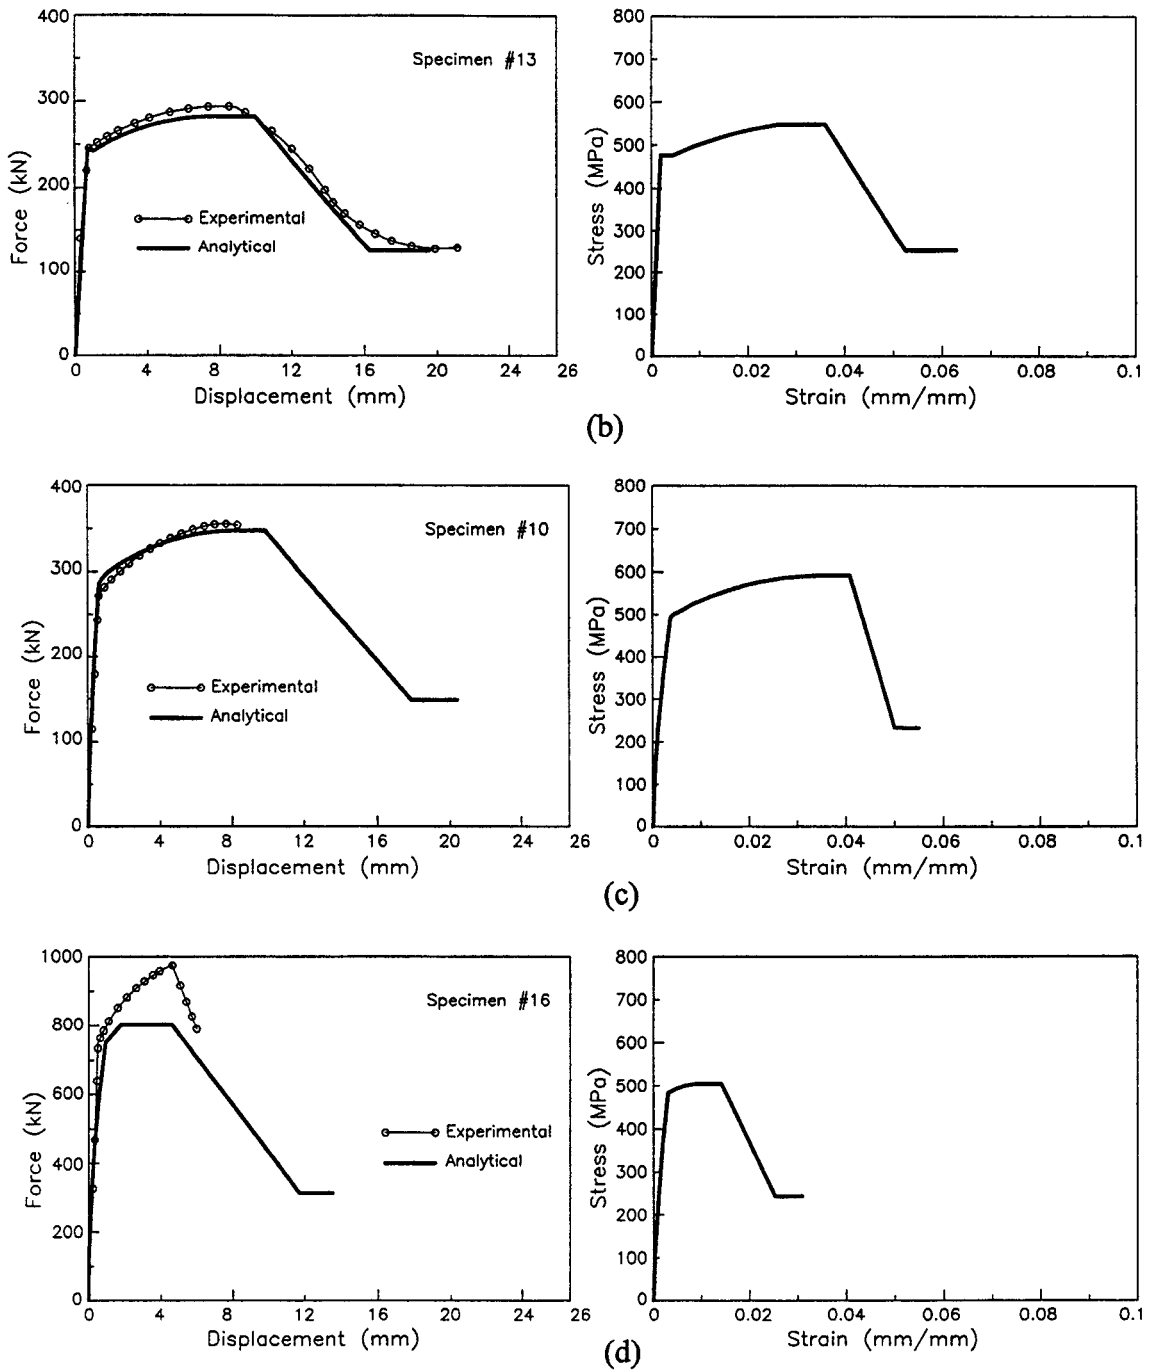 400
300
200
100
0
Force (kN)
Specimen #13
Experimental
Analytical
0 4 8 12 16 20 24 26
Displacement (mm)
800
700
600
500
400
300
200
100
0
Stress (MPa)
0 0.02 0.04 0.06 0.08 0.1
Strain (mm/mm)
(b)
400
300
200
100
0
Force (kN)
Specimen #10
Experimental
Analytical
0 4 8 12 16 20 24 26
Displacement (mm)
800
700
600
500
400
300
200
100
0
Stress (MPa)
0 0.02 0.04 0.06 0.08 0.1
Strain (mm/mm)
(c)
1000
800
600
400
200
0
Force (kN)
Specimen #16
Experimental
Analytical
0 4 8 12 16 20 24 26
Displacement (mm)
800
700
600
500
400
300
200
100
0
Stress (MPa)
0 0.02 0.04 0.06 0.08 0.1
Strain (mm/mm)
(d)